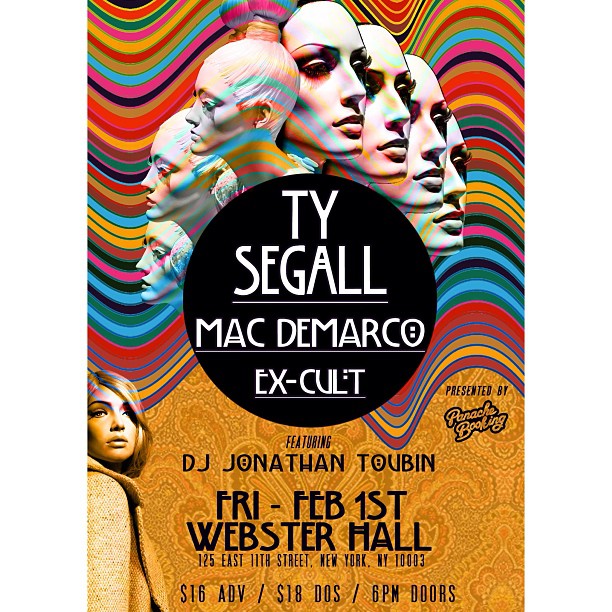 TY
SEGALL
MAC DEMARCO
EX-CULT
PRESENTED BY
Panache
Booking
FEATURING
DJ JONATHAN TOUBIN
FRI - FEB 1ST
WEBSTER HALL
125 EAST 11TH STREET, NEW YORK, NY 10003
$16 ADV / $18 DOS / 6PM DOORS